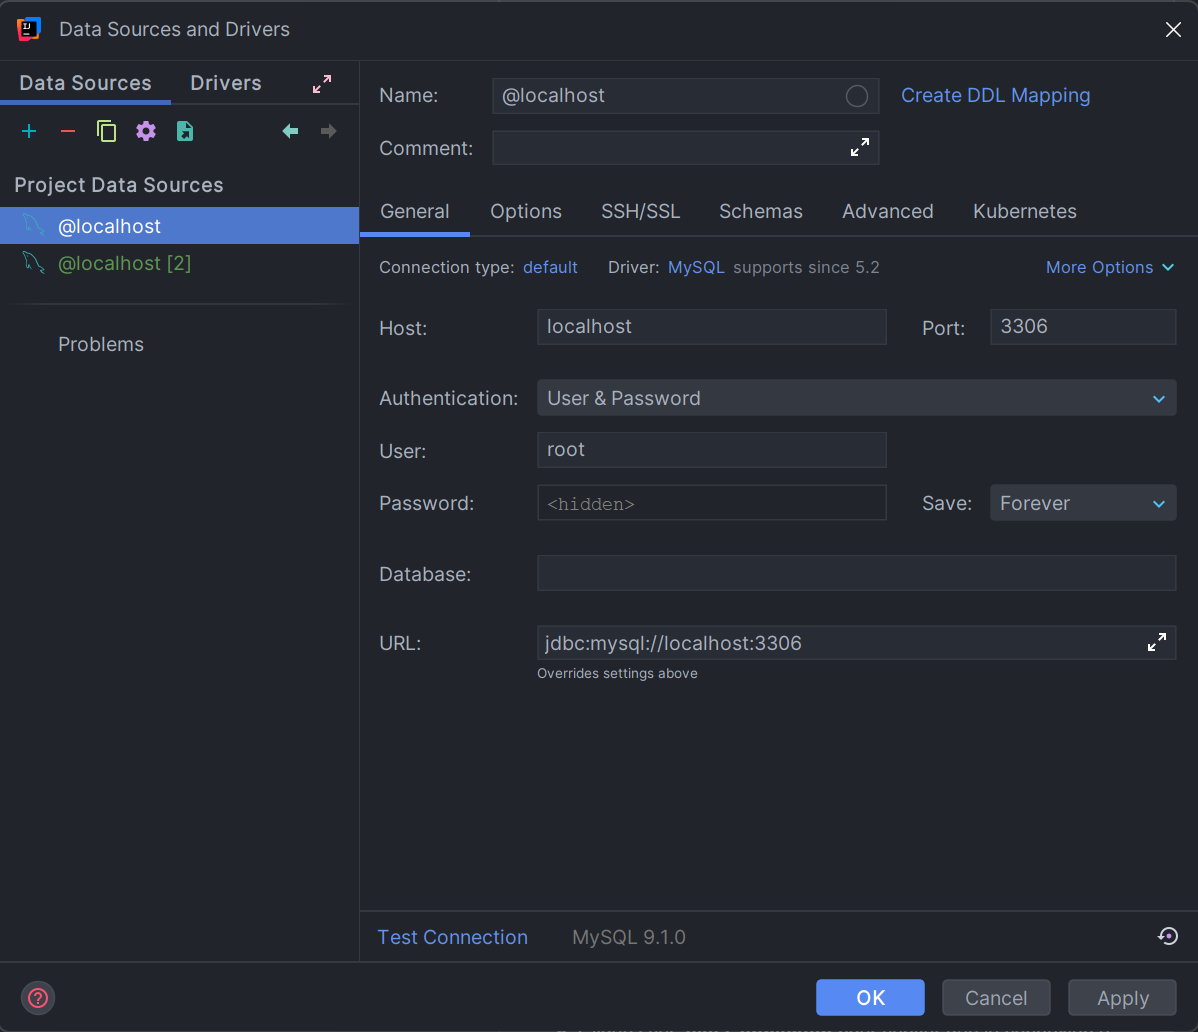 Data Sources and Drivers
Data Sources Drivers
Project Data Sources
@localhost
@localhost [2]
Problems
Name: @localhost Create DDL Mapping
Comment:
General Options SSH/SSL Schemas Advanced Kubernetes
Connection type: default Driver: MySQL supports since 5.2 More Options
Host: localhost Port: 3306
Authentication: User & Password
User: root
Password: <hidden> Save: Forever
Database:
URL: jdbc:mysql://localhost:3306
Overrides settings above
Test Connection MySQL 9.1.0
OK Cancel Apply